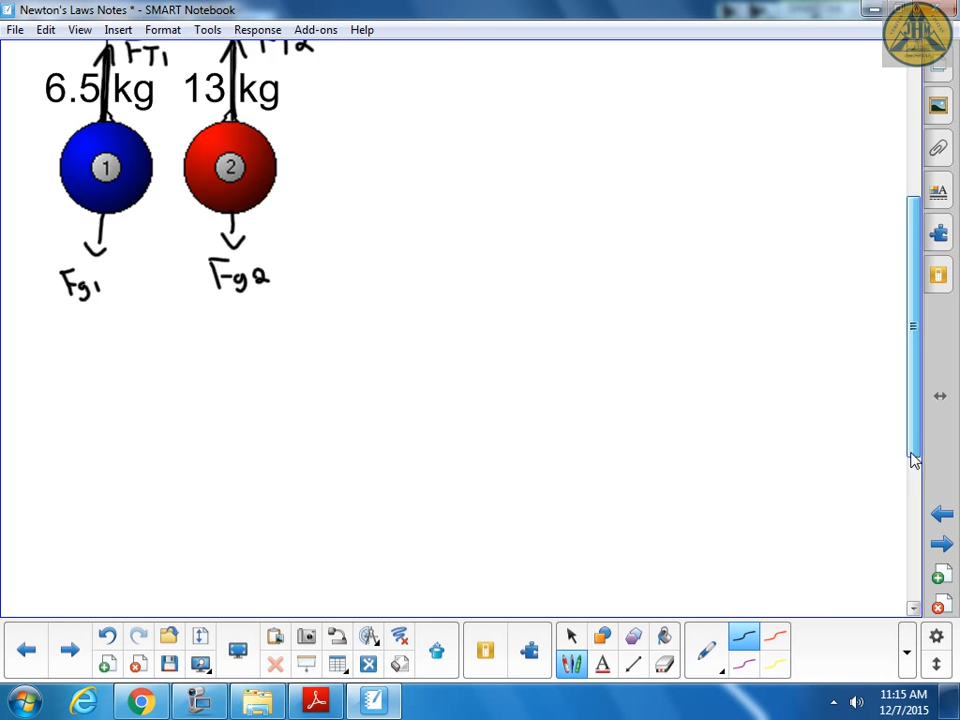 Newton's Laws Notes * - SMART Notebook
File Edit View Insert Format Tools Response Add-ons Help
FT1 FT2
6.5 kg 13 kg
1 2
Fg1 Fg2
A
11:15 AM
12/7/2015